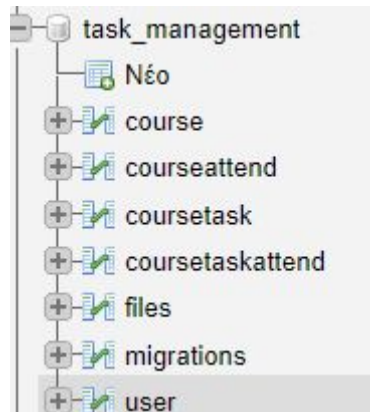 task_management
Νέο
course
courseattend
coursetask
coursetaskattend
files
migrations
user